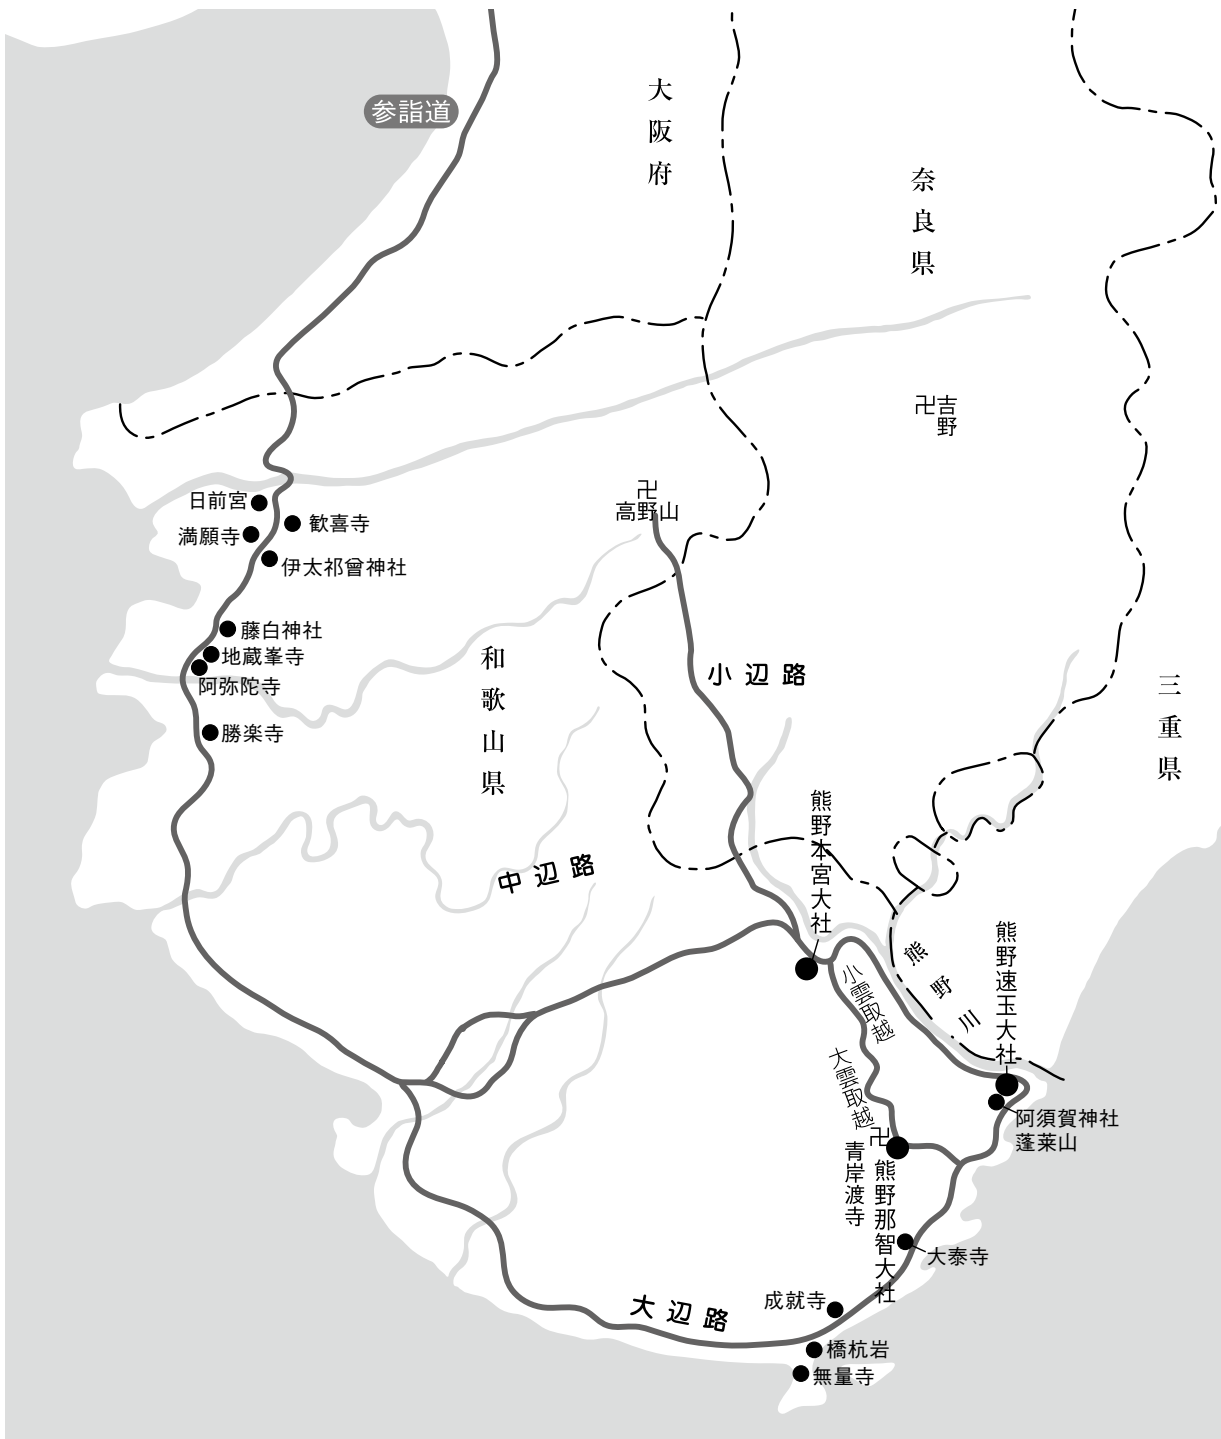 参詣道
大阪府
奈良県
卍吉野
卍
高野山
日前宮
歓喜寺
満願寺
伊太祁曾神社
藤白神社
地蔵峯寺
阿弥陀寺
勝楽寺
和歌山県
小辺路
三重県
熊野本宮大社
中辺路
熊野川
熊野速玉大社
小雲取越
大雲取越
阿須賀神社
蓬莱山
卍
青岸渡寺
熊野那智大社
大泰寺
成就寺
大辺路
橋杭岩
無量寺